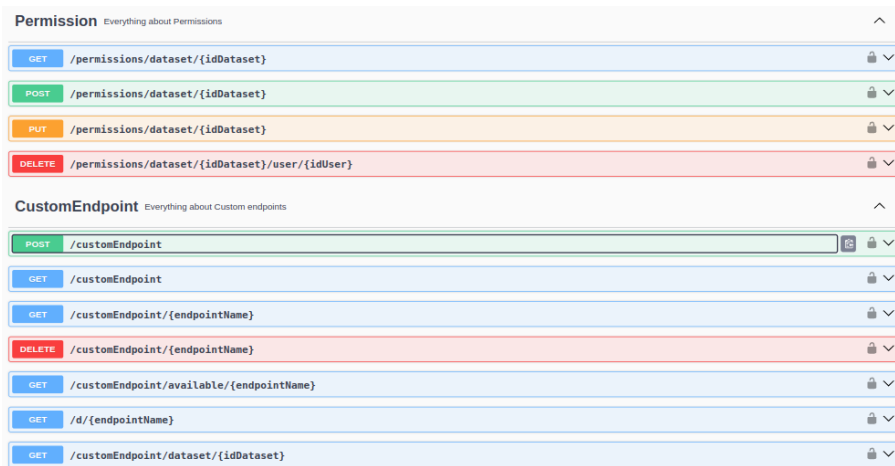 Permission Everything about Permissions
GET /permissions/dataset/{idDataset}
POST /permissions/dataset/{idDataset}
PUT /permissions/dataset/{idDataset}
DELETE /permissions/dataset/{idDataset}/user/{idUser}
CustomEndpoint Everything about Custom endpoints
POST /customEndpoint
GET /customEndpoint
GET /customEndpoint/{endpointName}
DELETE /customEndpoint/{endpointName}
GET /customEndpoint/available/{endpointName}
GET /d/{endpointName}
GET /customEndpoint/dataset/{idDataset}